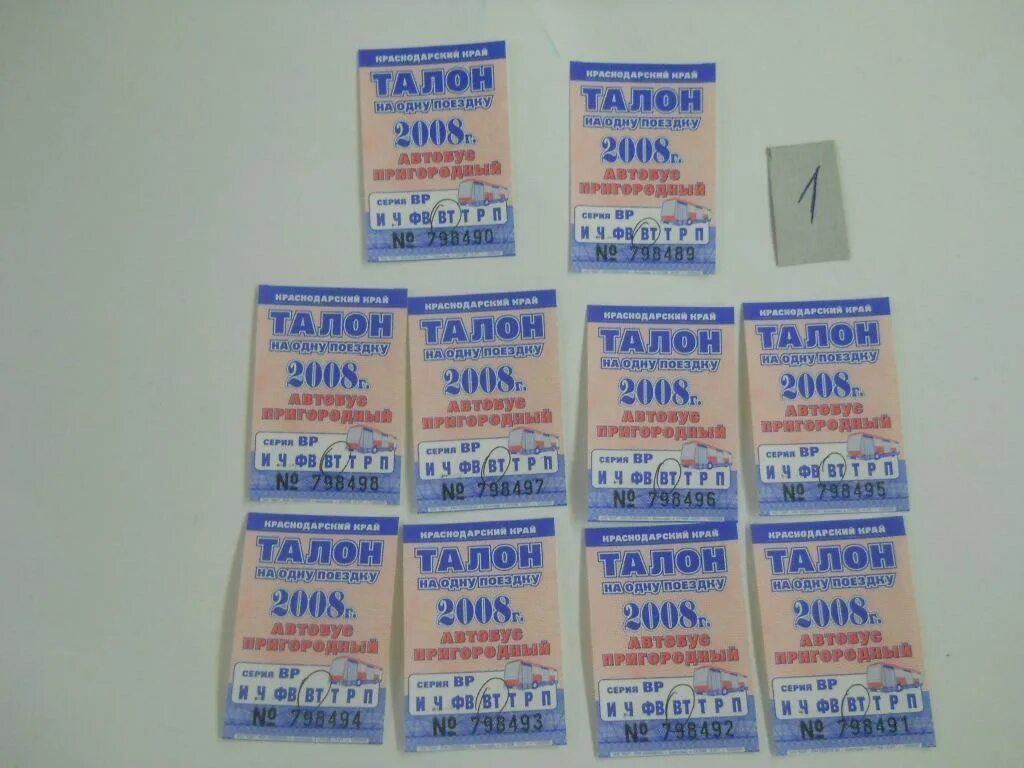 КРАСНОДАРСКИЙ КРАЙ
ТАЛОН
НА ОДНУ ПОЕЗДКУ
2008г.
АВТОБУС
ПРИГОРОДНЫЙ
СЕРИЯ ВР
И Ч ФВ ВТ Т Р П
№ 798490
КРАСНОДАРСКИЙ КРАЙ
ТАЛОН
НА ОДНУ ПОЕЗДКУ
2008г.
АВТОБУС
ПРИГОРОДНЫЙ
СЕРИЯ ВР
И Ч ФВ ВТ Т Р П
№ 798489
1
КРАСНОДАРСКИЙ КРАЙ
ТАЛОН
НА ОДНУ ПОЕЗДКУ
2008г.
АВТОБУС
ПРИГОРОДНЫЙ
СЕРИЯ ВР
И Ч ФВ ВТ Т Р П
№ 798498
КРАСНОДАРСКИЙ КРАЙ
ТАЛОН
НА ОДНУ ПОЕЗДКУ
2008г.
АВТОБУС
ПРИГОРОДНЫЙ
СЕРИЯ ВР
И Ч ФВ ВТ Т Р П
№ 798497
КРАСНОДАРСКИЙ КРАЙ
ТАЛОН
НА ОДНУ ПОЕЗДКУ
2008г.
АВТОБУС
ПРИГОРОДНЫЙ
СЕРИЯ ВР
И Ч ФВ ВТ Т Р П
№ 798496
КРАСНОДАРСКИЙ КРАЙ
ТАЛОН
НА ОДНУ ПОЕЗДКУ
2008г.
АВТОБУС
ПРИГОРОДНЫЙ
СЕРИЯ ВР
И Ч ФВ ВТ Т Р П
№ 798495
КРАСНОДАРСКИЙ КРАЙ
ТАЛОН
НА ОДНУ ПОЕЗДКУ
2008г.
АВТОБУС
ПРИГОРОДНЫЙ
СЕРИЯ ВР
И Ч ФВ ВТ Т Р П
№ 798494
КРАСНОДАРСКИЙ КРАЙ
ТАЛОН
НА ОДНУ ПОЕЗДКУ
2008г.
АВТОБУС
ПРИГОРОДНЫЙ
СЕРИЯ ВР
И Ч ФВ ВТ Т Р П
№ 798493
КРАСНОДАРСКИЙ КРАЙ
ТАЛОН
НА ОДНУ ПОЕЗДКУ
2008г.
АВТОБУС
ПРИГОРОДНЫЙ
СЕРИЯ ВР
И Ч ФВ ВТ Т Р П
№ 798492
КРАСНОДАРСКИЙ КРАЙ
ТАЛОН
НА ОДНУ ПОЕЗДКУ
2008г.
АВТОБУС
ПРИГОРОДНЫЙ
СЕРИЯ ВР
И Ч ФВ ВТ Т Р П
№ 798491